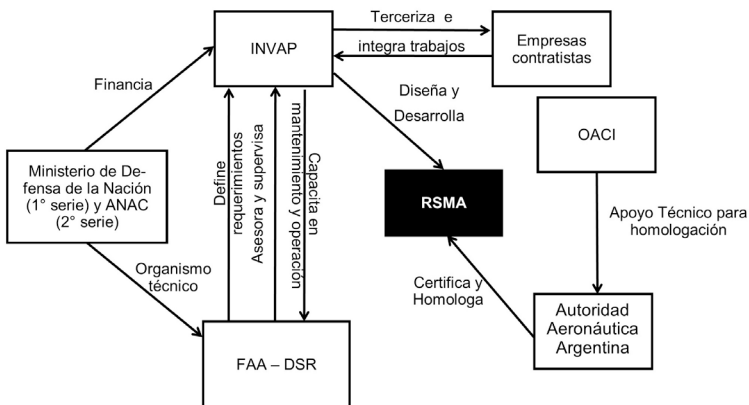 Terceriza e
INVAP
integra trabajos
Empresas
contratistas
Financia
Diseña y
Desarrolla
OACI
Ministerio de De-
fensa de la Nación
(1° serie) y ANAC
(2° serie)
Define
requerimientos
Asesora y supervisa
Capacita en
mantenimiento y operación
RSMA
Apoyo Técnico para
homologación
Organismo
técnico
Certifica y
Homologa
Autoridad
Aeronáutica
Argentina
FAA – DSR